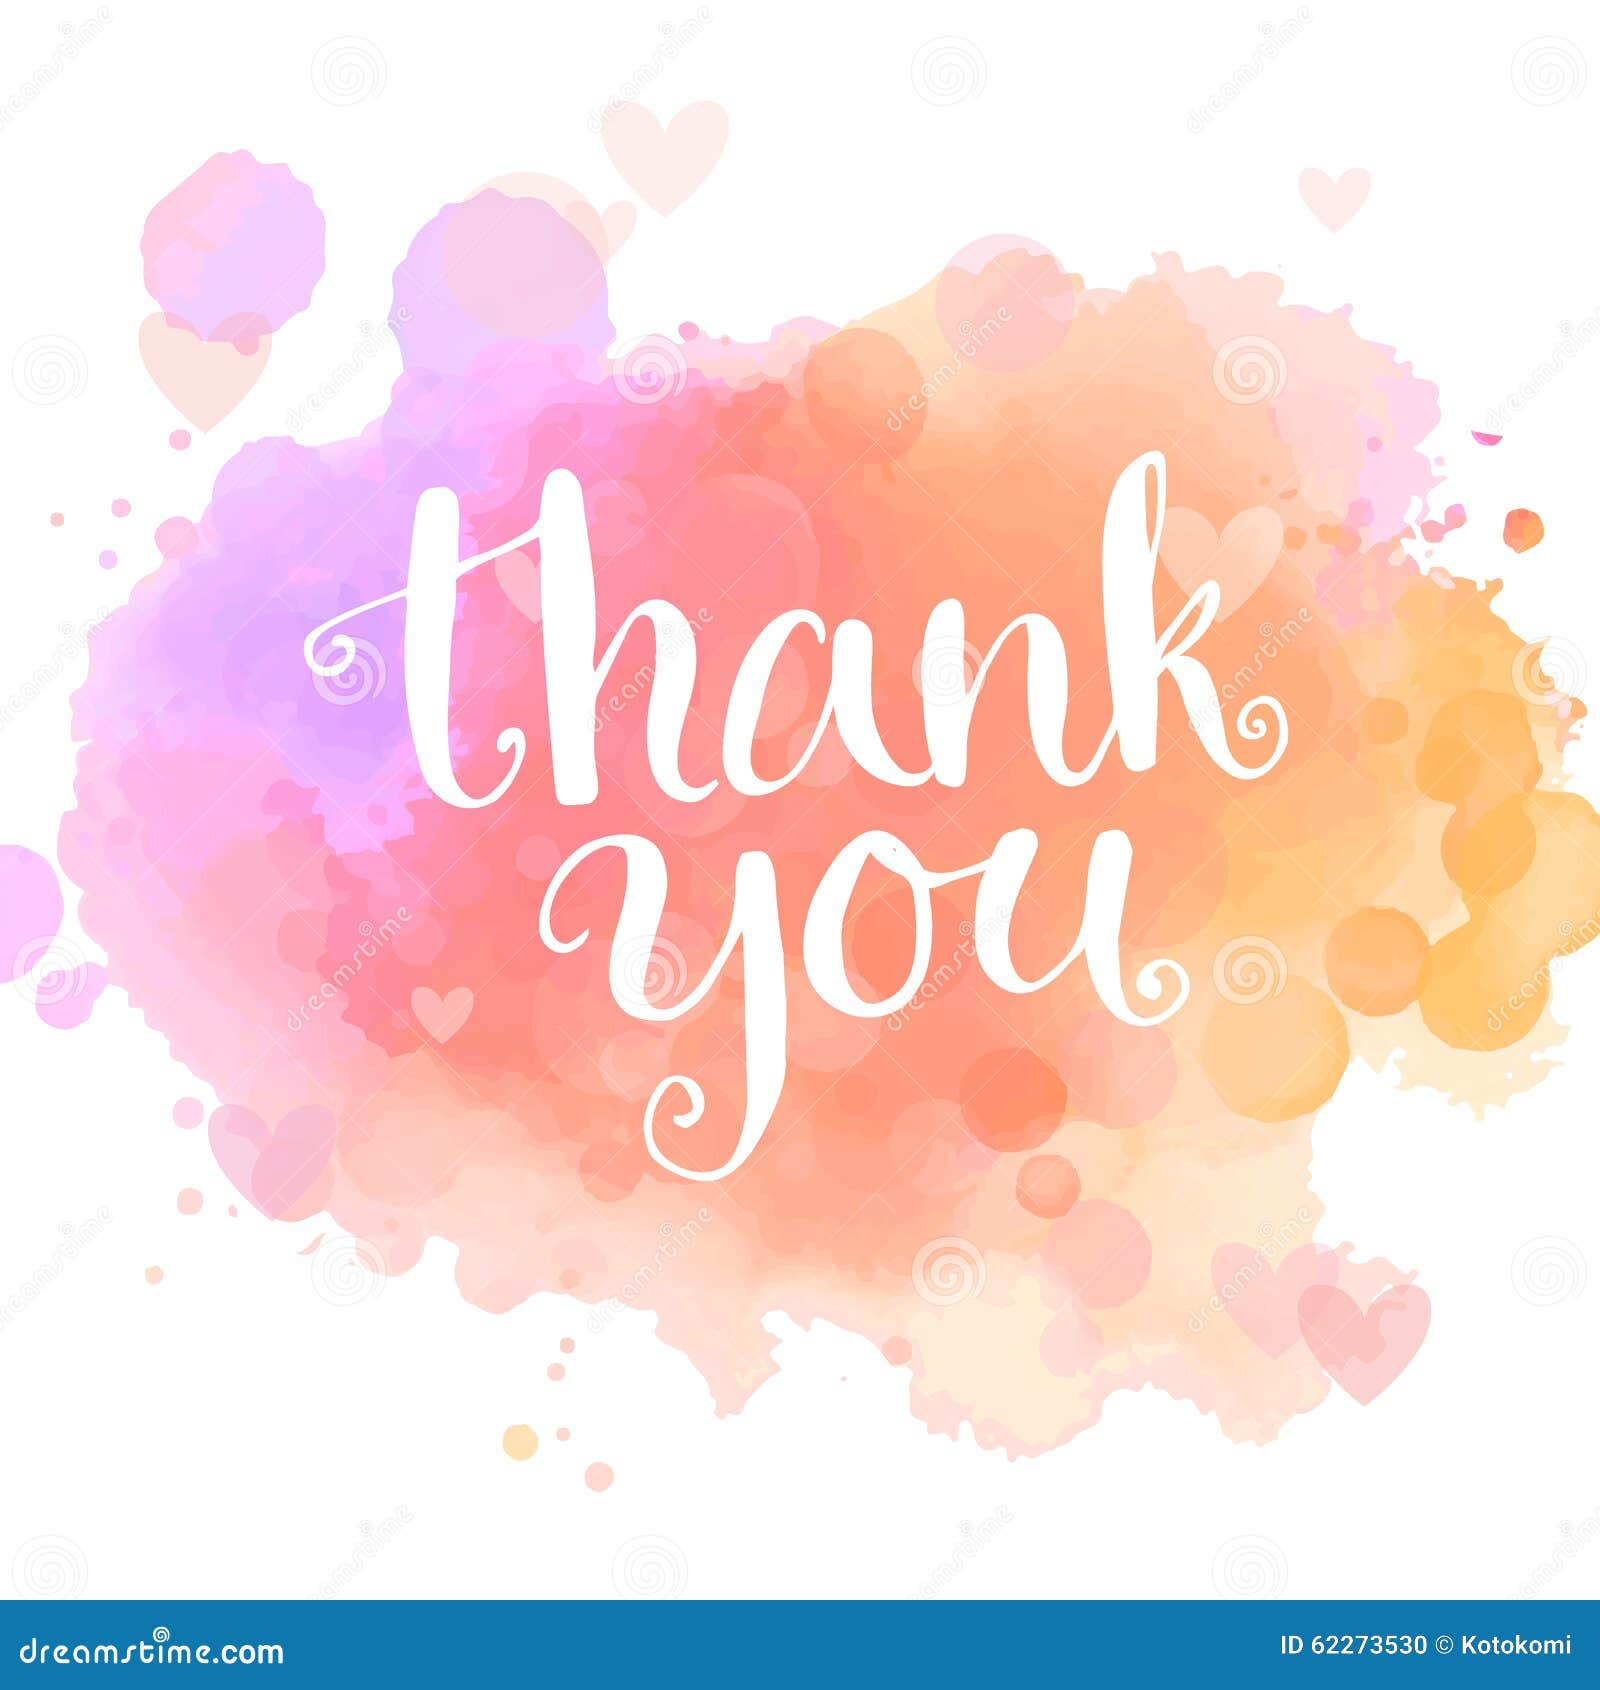 thank
you
dreamstime.com
ID 62273530 © Kotokomi